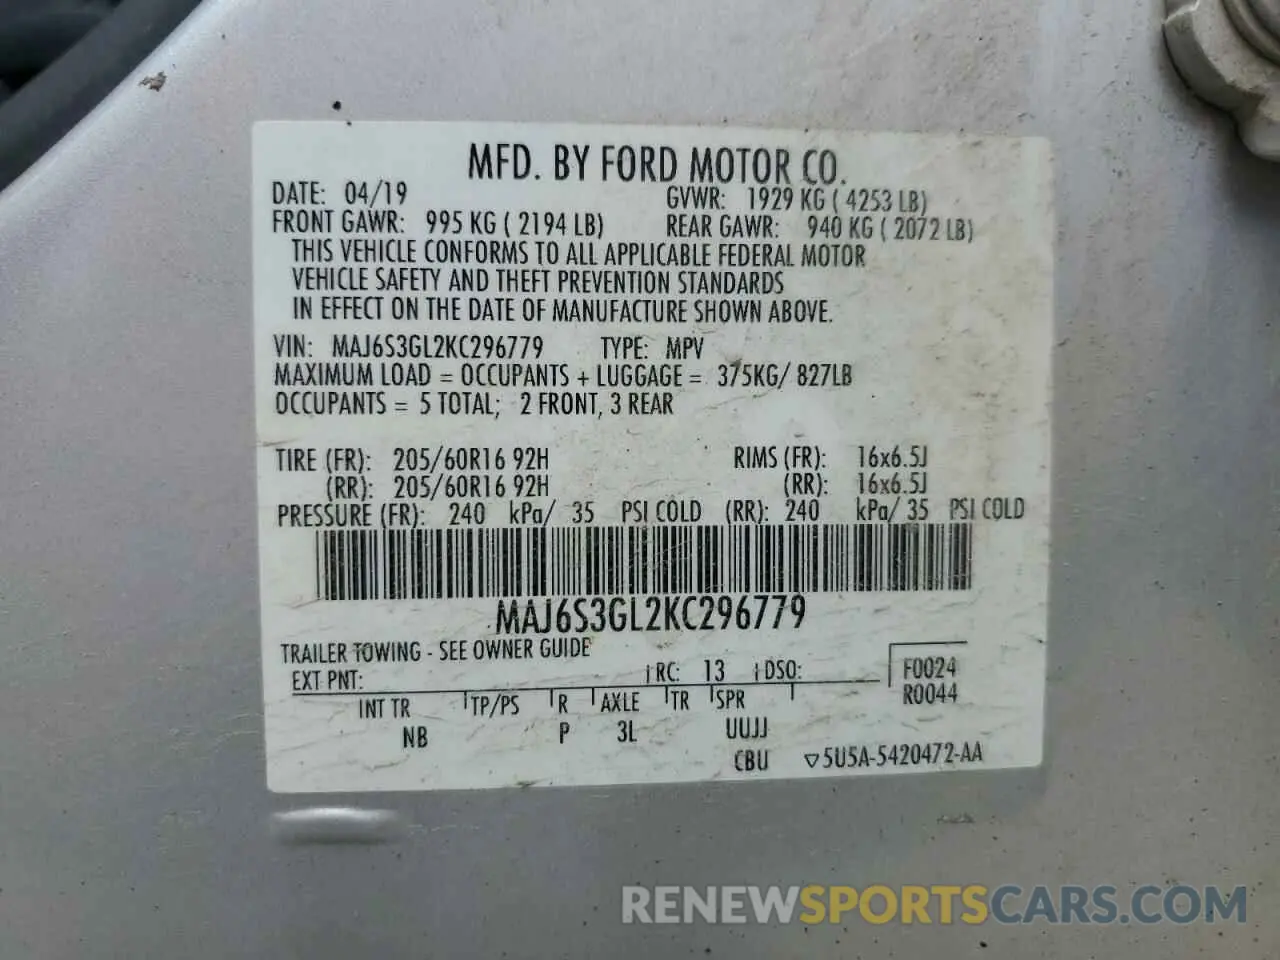 MFD. BY FORD MOTOR CO.
DATE: 04/19 GVWR: 1929 KG ( 4253 LB)
FRONT GAWR: 995 KG ( 2194 LB) REAR GAWR: 940 KG ( 2072 LB)
THIS VEHICLE CONFORMS TO ALL APPLICABLE FEDERAL MOTOR
VEHICLE SAFETY AND THEFT PREVENTION STANDARDS
IN EFFECT ON THE DATE OF MANUFACTURE SHOWN ABOVE.
VIN: MAJ6S3GL2KC296779 TYPE: MPV
MAXIMUM LOAD = OCCUPANTS + LUGGAGE = 375KG/ 827LB
OCCUPANTS = 5 TOTAL; 2 FRONT, 3 REAR
TIRE (FR): 205/60R16 92H RIMS (FR): 16x6.5J
(RR): 205/60R16 92H (RR): 16x6.5J
PRESSURE (FR): 240 kPa/ 35 PSI COLD (RR): 240 kPa/ 35 PSI COLD
MAJ6S3GL2KC296779
TRAILER TOWING - SEE OWNER GUIDE
EXT PNT: RC: 13 DSO: F0024
INT TR TP/PS R AXLE TR SPR R0044
NB P 3L UUJJ
CBU ▽5U5A-5420472-AA
RENEWSPORTSCARS.COM